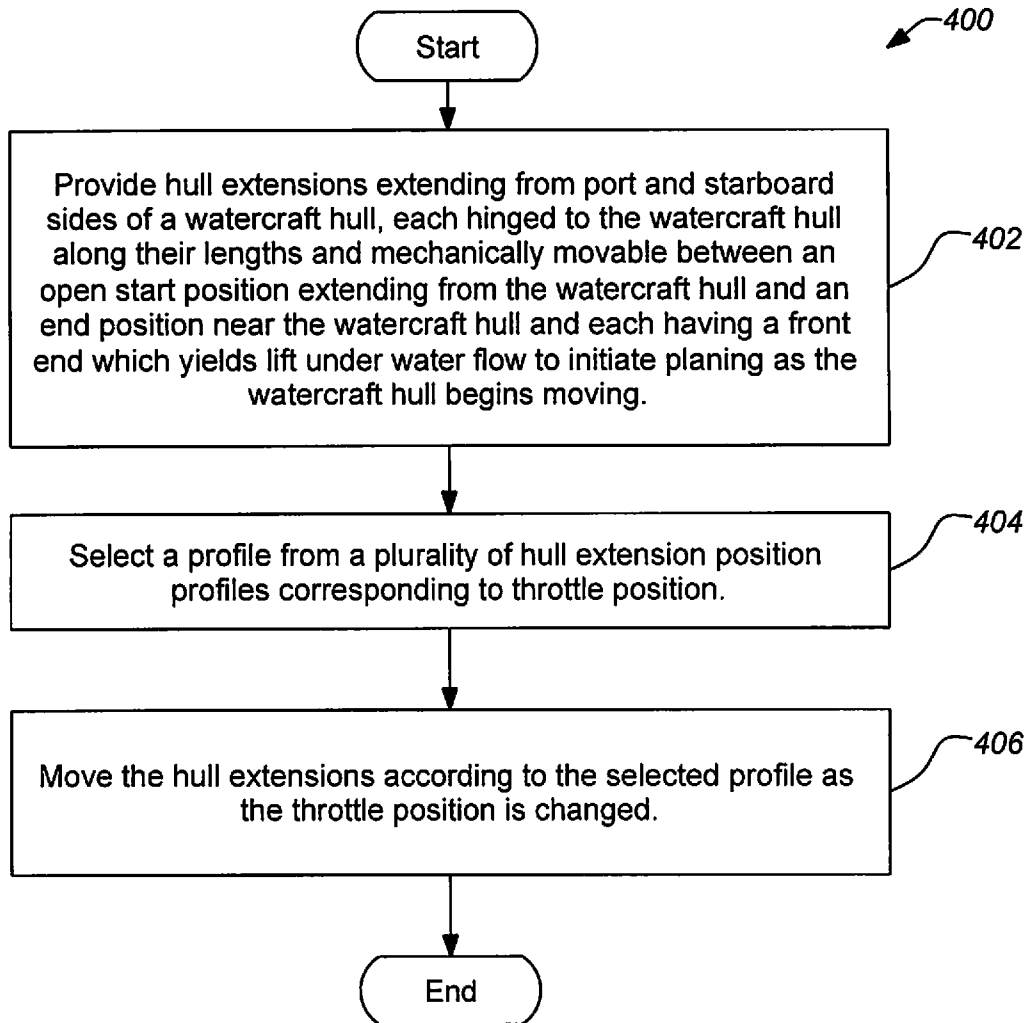 Start
400
Provide hull extensions extending from port and starboard
sides of a watercraft hull, each hinged to the watercraft hull
along their lengths and mechanically movable between an
open start position extending from the watercraft hull and an
end position near the watercraft hull and each having a front
end which yields lift under water flow to initiate planing as the
watercraft hull begins moving.
402
Select a profile from a plurality of hull extension position
profiles corresponding to throttle position.
404
Move the hull extensions according to the selected profile as
the throttle position is changed.
406
End